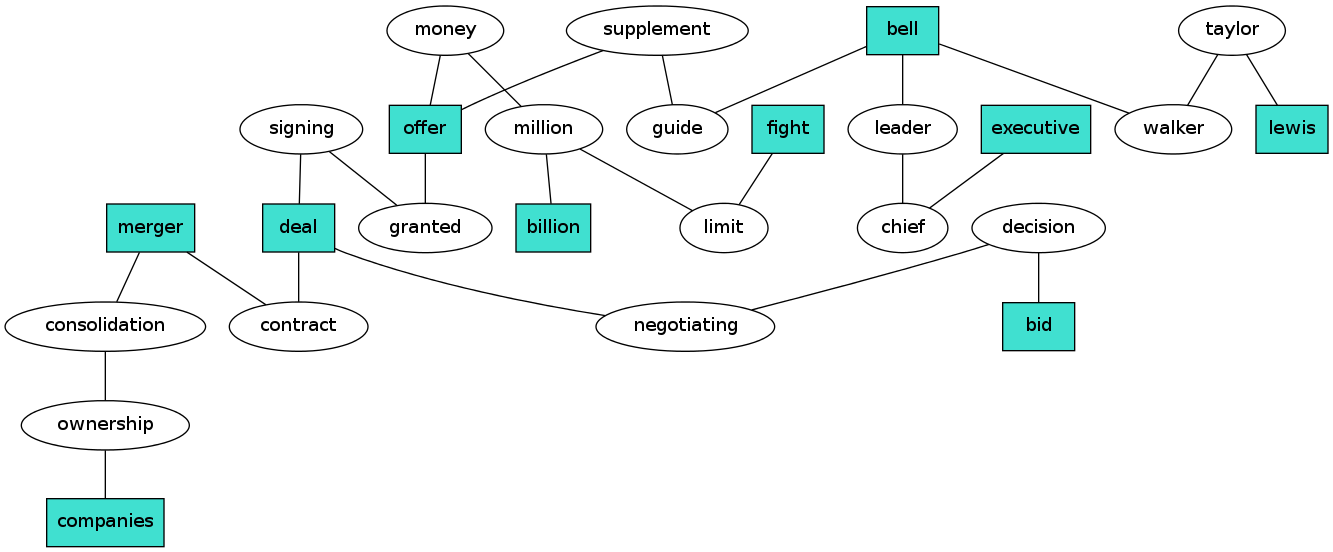 money
supplement
bell
taylor
signing
offer
million
guide
fight
leader
executive
walker
lewis
merger
deal
granted
billion
limit
chief
decision
consolidation
contract
negotiating
bid
ownership
companies